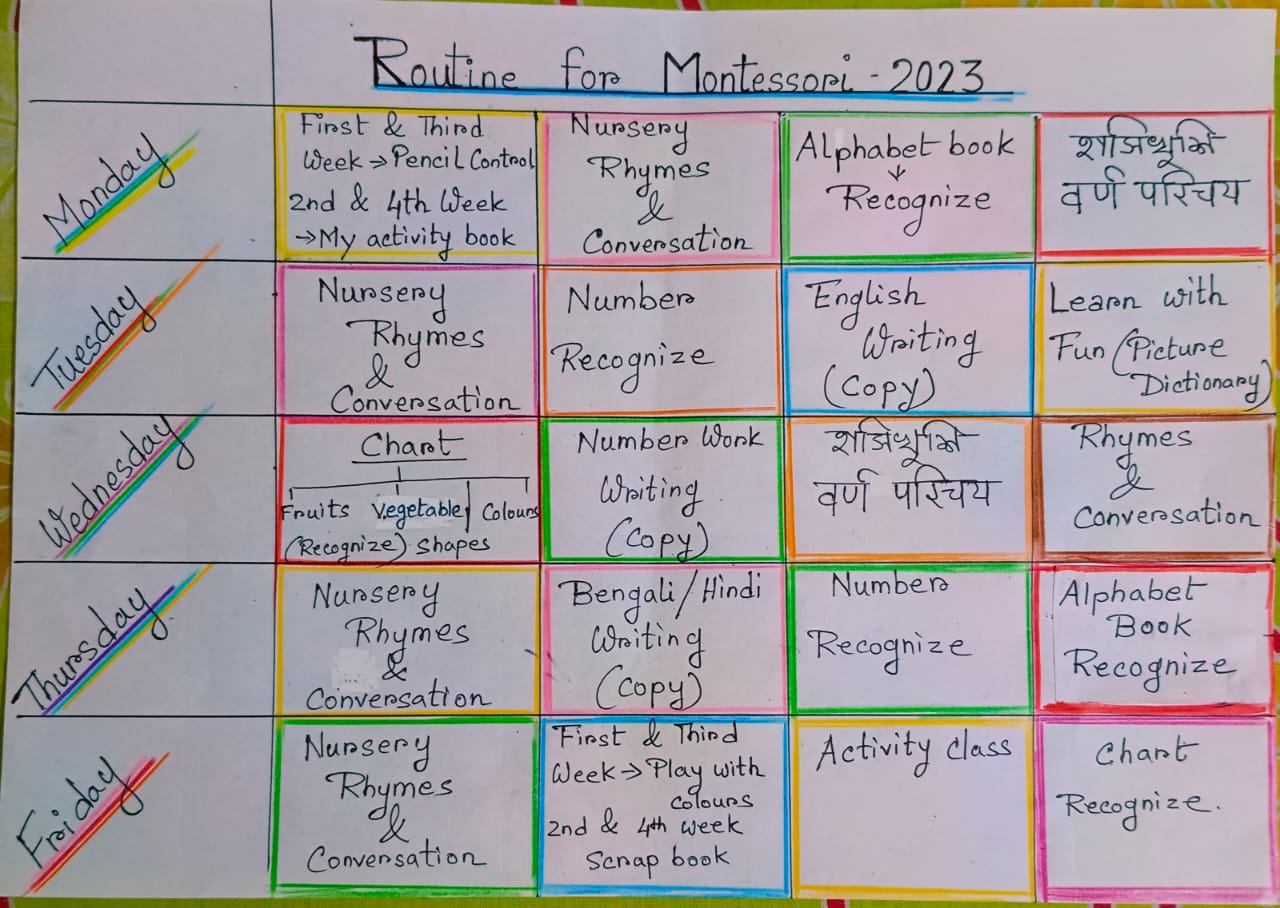 Routine for Montessori - 2023
Monday
First & Third
Week → Pencil Control
2nd & 4th Week
→ My activity book
Nursery
Rhymes
&
Conversation
Alphabet book
↓
Recognize
वर्ण परिचय
Tuesday
Nursery
Rhymes
&
Conversation
Number
Recognize
English
Writing
(Copy)
Learn with
Fun (Picture
Dictionary)
Wednesday
Chart
Fruits Vegetable Colours
(Recognize) Shapes
Number Work
Writing
(Copy)
वर्ण परिचय
Rhymes
&
Conversation
Thursday
Nursery
Rhymes
&
Conversation
Bengali/Hindi
Writing
(Copy)
Number
Recognize
Alphabet
Book
Recognize
Friday
Nursery
Rhymes
&
Conversation
First & Third
Week → Play with
colours
2nd & 4th week
Scrap book
Activity class
Chart
Recognize.